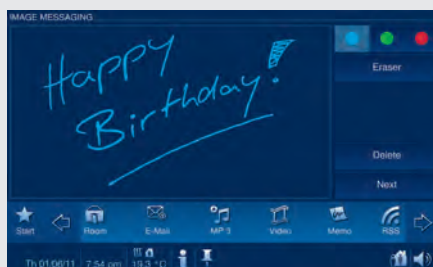 IMAGE MESSAGING
Happy
Birthday!
Eraser
Delete
Next
Start
Room
E-Mail
MP 3
Video
Memo
RSS
Th 01/06/11 7:54 pm 19.3 °C